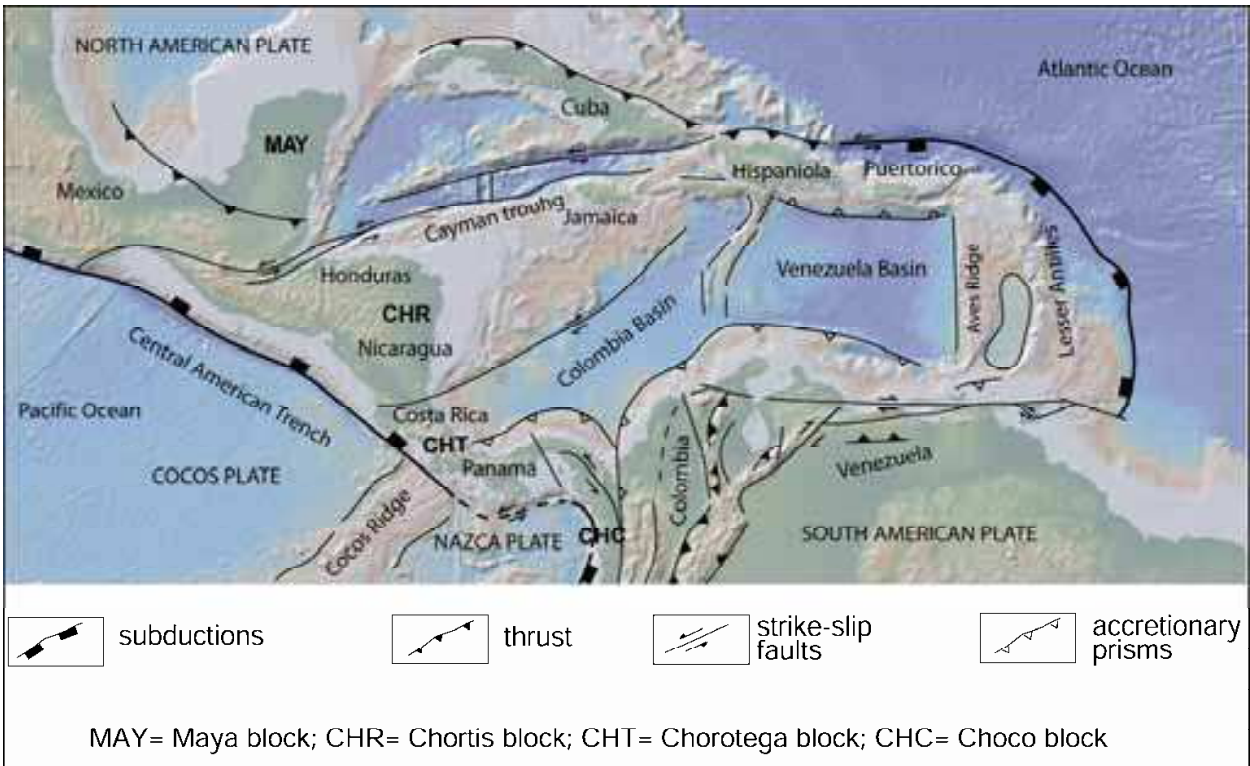 NORTH AMERICAN PLATE
Atlantic Ocean
Cuba
MAY
Mexico
Hispaniola
Puertorico
Cayman trouhg
Jamaica
Honduras
Venezuela Basin
Aves Ridge
Lesser Antilles
CHR
Nicaragua
Colombia Basin
Central American Trench
Pacific Ocean
Costa Rica
CHT
Panama
COCOS PLATE
Colombia
Venezuela
Cocos Ridge
NAZCA PLATE
CHC
SOUTH AMERICAN PLATE
subductions
thrust
strike-slip
faults
accretionary
prisms
MAY= Maya block; CHR= Chortis block; CHT= Chorotega block; CHC= Choco block